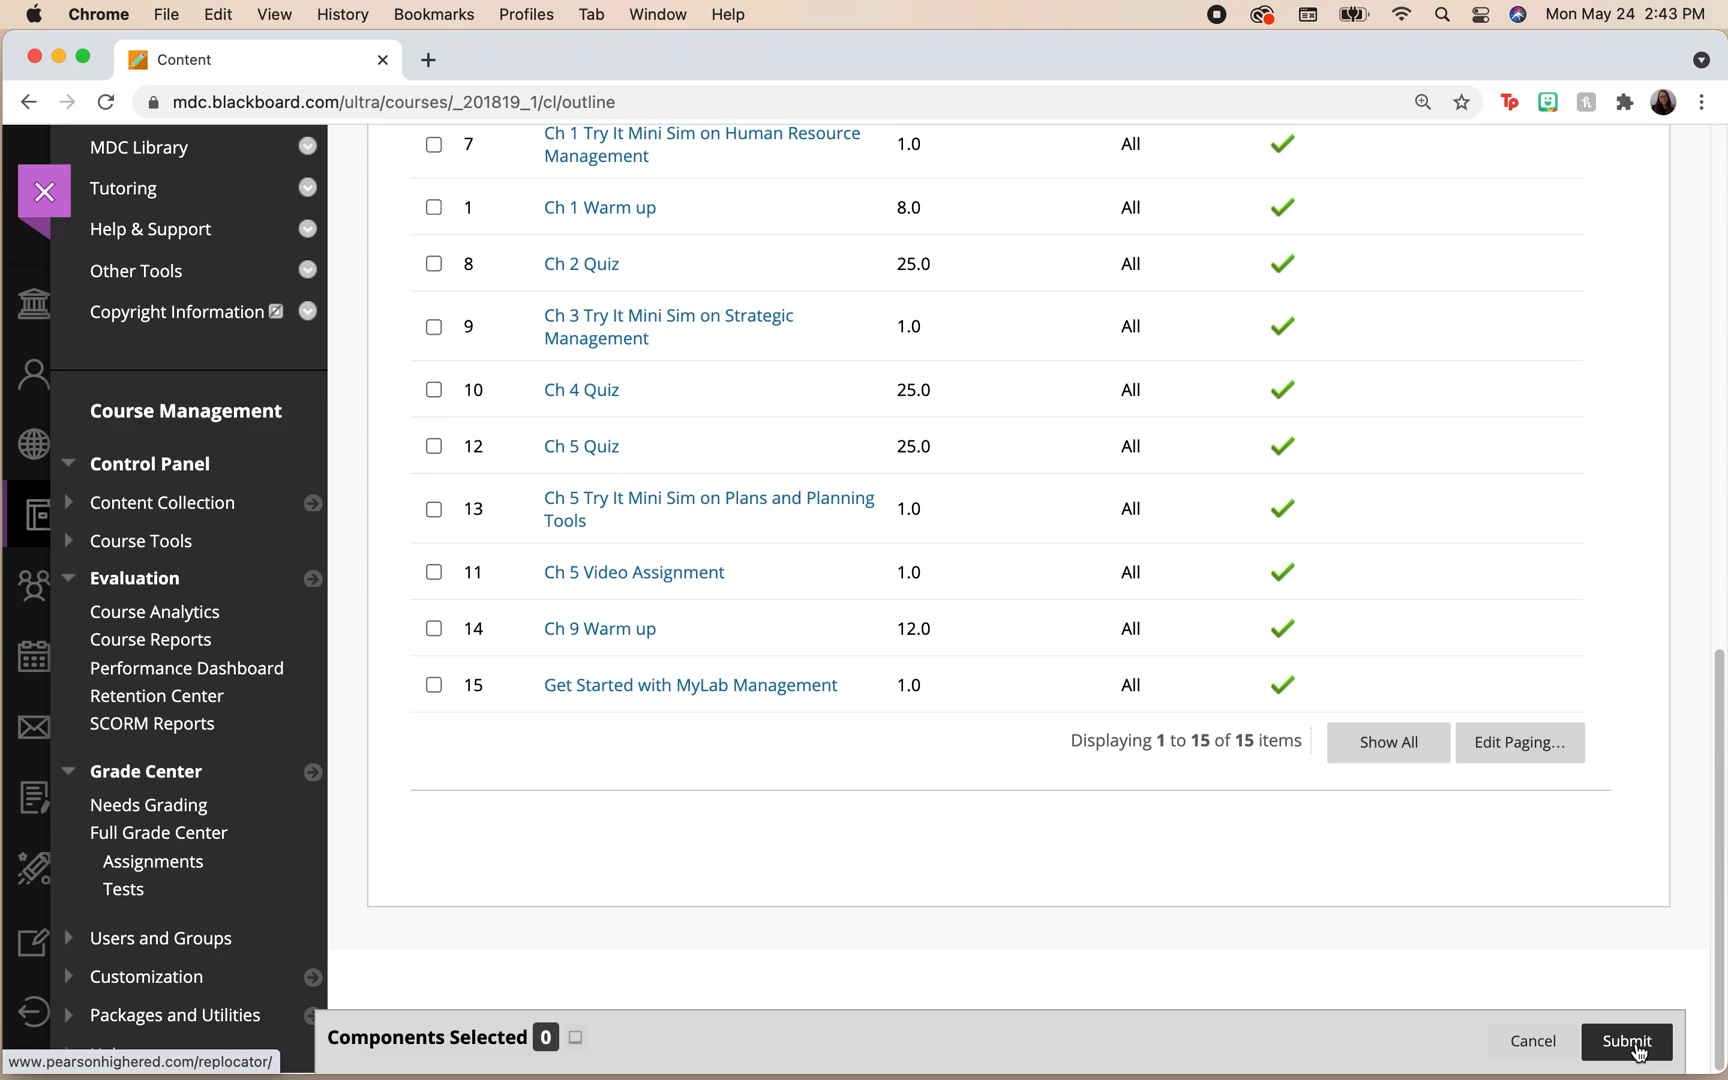 Chrome File Edit View History Bookmarks Profiles Tab Window Help Mon May 24 2:43 PM
Content
mdc.blackboard.com/ultra/courses/_201819_1/cl/outline
MDC Library
Tutoring
Help & Support
Other Tools
Copyright Information
Course Management
Control Panel
Content Collection
Course Tools
Evaluation
Course Analytics
Course Reports
Performance Dashboard
Retention Center
SCORM Reports
Grade Center
Needs Grading
Full Grade Center
Assignments
Tests
Users and Groups
Customization
Packages and Utilities
www.pearsonhighered.com/replocator/
7 Ch 1 Try It Mini Sim on Human Resource 1.0 All
Management
1 Ch 1 Warm up 8.0 All
8 Ch 2 Quiz 25.0 All
9 Ch 3 Try It Mini Sim on Strategic 1.0 All
Management
10 Ch 4 Quiz 25.0 All
12 Ch 5 Quiz 25.0 All
13 Ch 5 Try It Mini Sim on Plans and Planning 1.0 All
Tools
11 Ch 5 Video Assignment 1.0 All
14 Ch 9 Warm up 12.0 All
15 Get Started with MyLab Management 1.0 All
Displaying 1 to 15 of 15 items Show All Edit Paging...
Components Selected 0 Cancel Submit